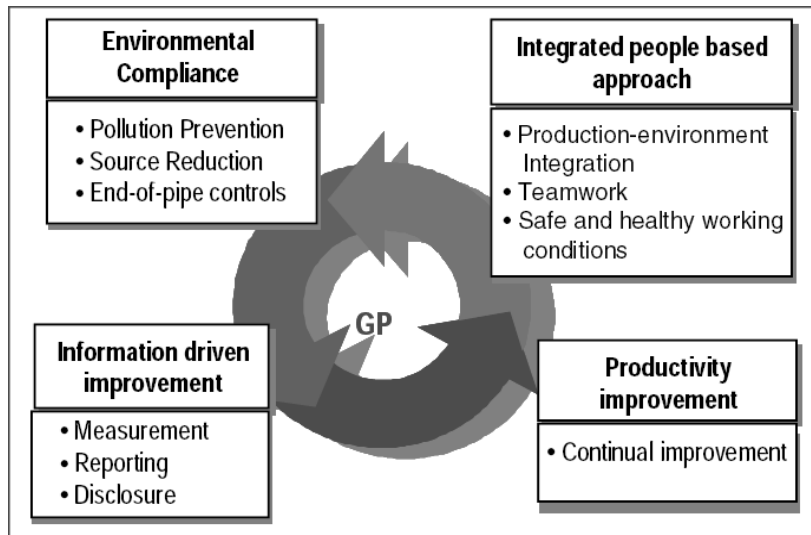 Environmental
Compliance
• Pollution Prevention
• Source Reduction
• End-of-pipe controls
Integrated people based
approach
• Production-environment
Integration
• Teamwork
• Safe and healthy working
conditions
GP
Information driven
improvement
• Measurement
• Reporting
• Disclosure
Productivity
improvement
• Continual improvement